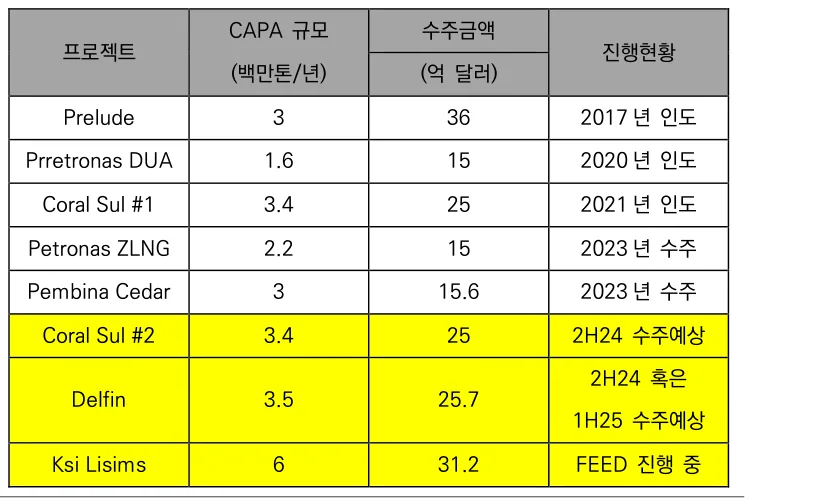 프로젝트 CAPA 규모 (백만톤/년) 수주금액 (억 달러) 진행현황
Prelude 3 36 2017년 인도
Prretronas DUA 1.6 15 2020년 인도
Coral Sul #1 3.4 25 2021년 인도
Petronas ZLNG 2.2 15 2023년 수주
Pembina Cedar 3 15.6 2023년 수주
Coral Sul #2 3.4 25 2H24 수주예상
Delfin 3.5 25.7 2H24 혹은
1H25 수주예상
Ksi Lisims 6 31.2 FEED 진행 중